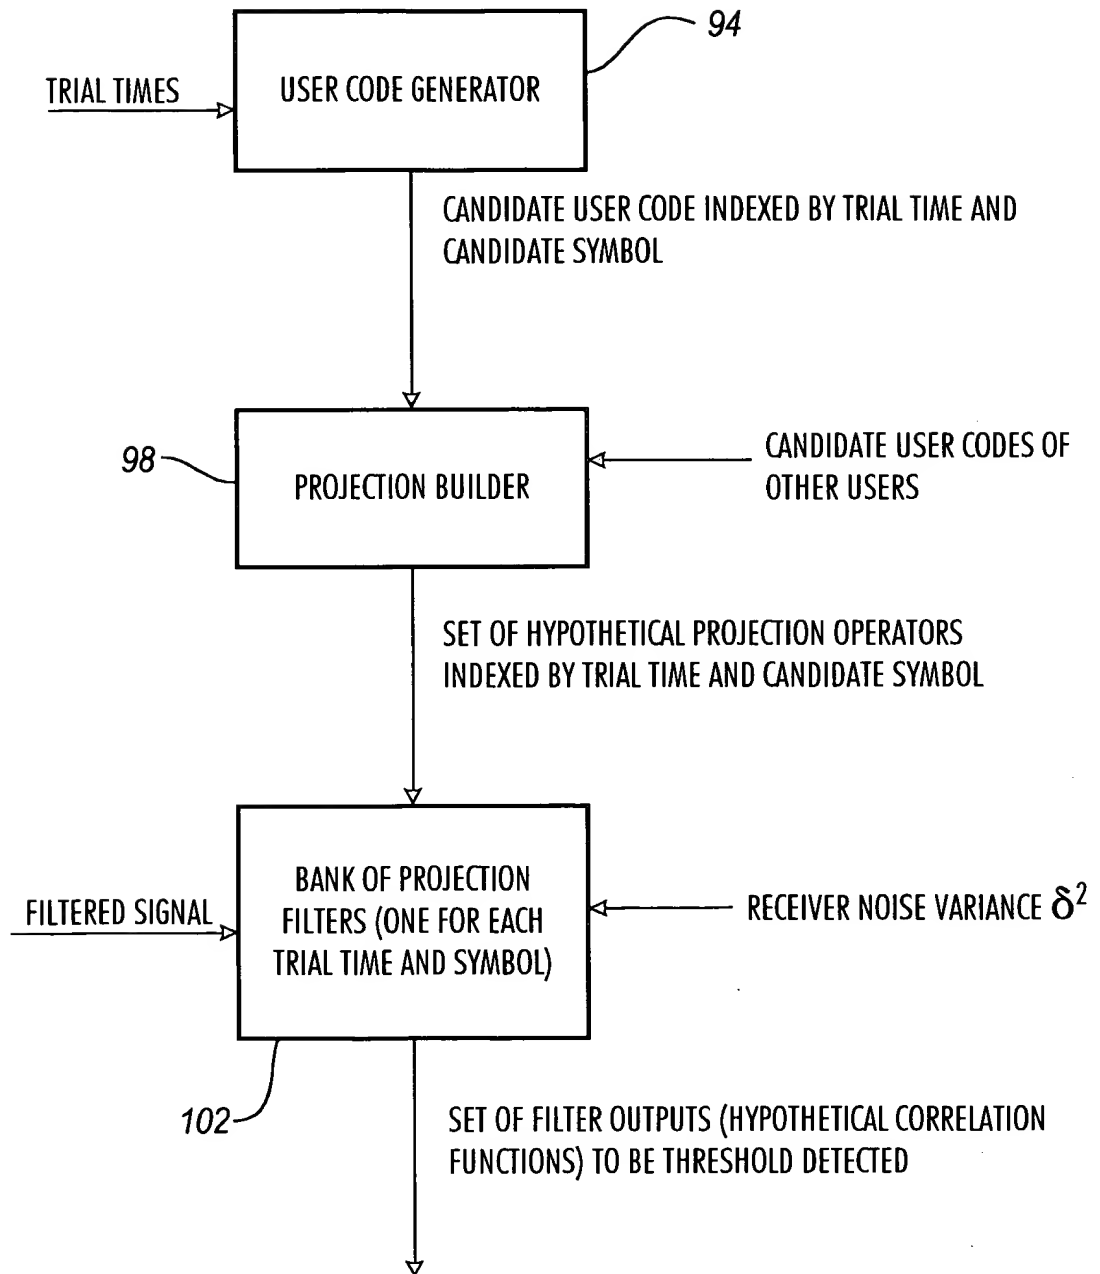 94
TRIAL TIMES
USER CODE GENERATOR
CANDIDATE USER CODE INDEXED BY TRIAL TIME AND
CANDIDATE SYMBOL
98
PROJECTION BUILDER
CANDIDATE USER CODES OF
OTHER USERS
SET OF HYPOTHETICAL PROJECTION OPERATORS
INDEXED BY TRIAL TIME AND CANDIDATE SYMBOL
FILTERED SIGNAL
BANK OF PROJECTION
FILTERS (ONE FOR EACH
TRIAL TIME AND SYMBOL)
RECEIVER NOISE VARIANCE δ²
102
SET OF FILTER OUTPUTS (HYPOTHETICAL CORRELATION
FUNCTIONS) TO BE THRESHOLD DETECTED